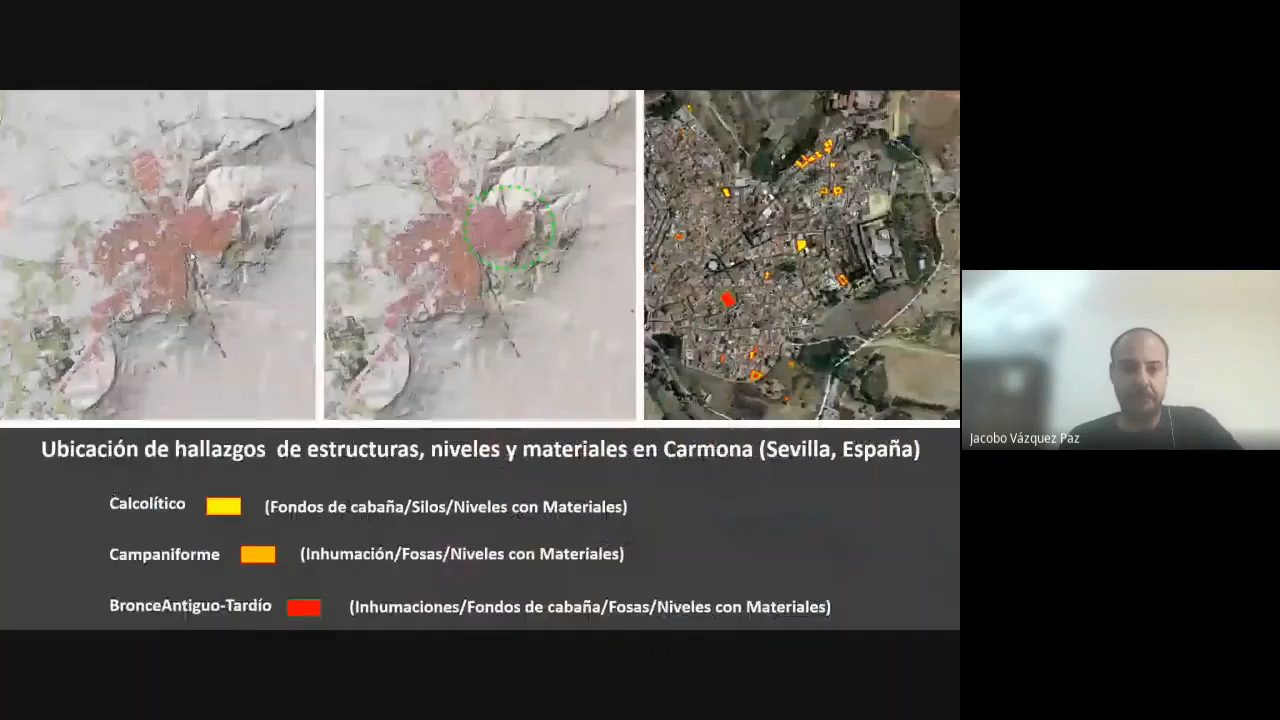 Ubicación de hallazgos de estructuras, niveles y materiales en Carmona (Sevilla, España)
Calcolítico (Fondos de cabaña/Silos/Niveles con Materiales)
Campaniforme (Inhumación/Fosas/Niveles con Materiales)
BronceAntiguo-Tardío (Inhumaciones/Fondos de cabaña/Fosas/Niveles con Materiales)
Jacobo Vázquez Paz